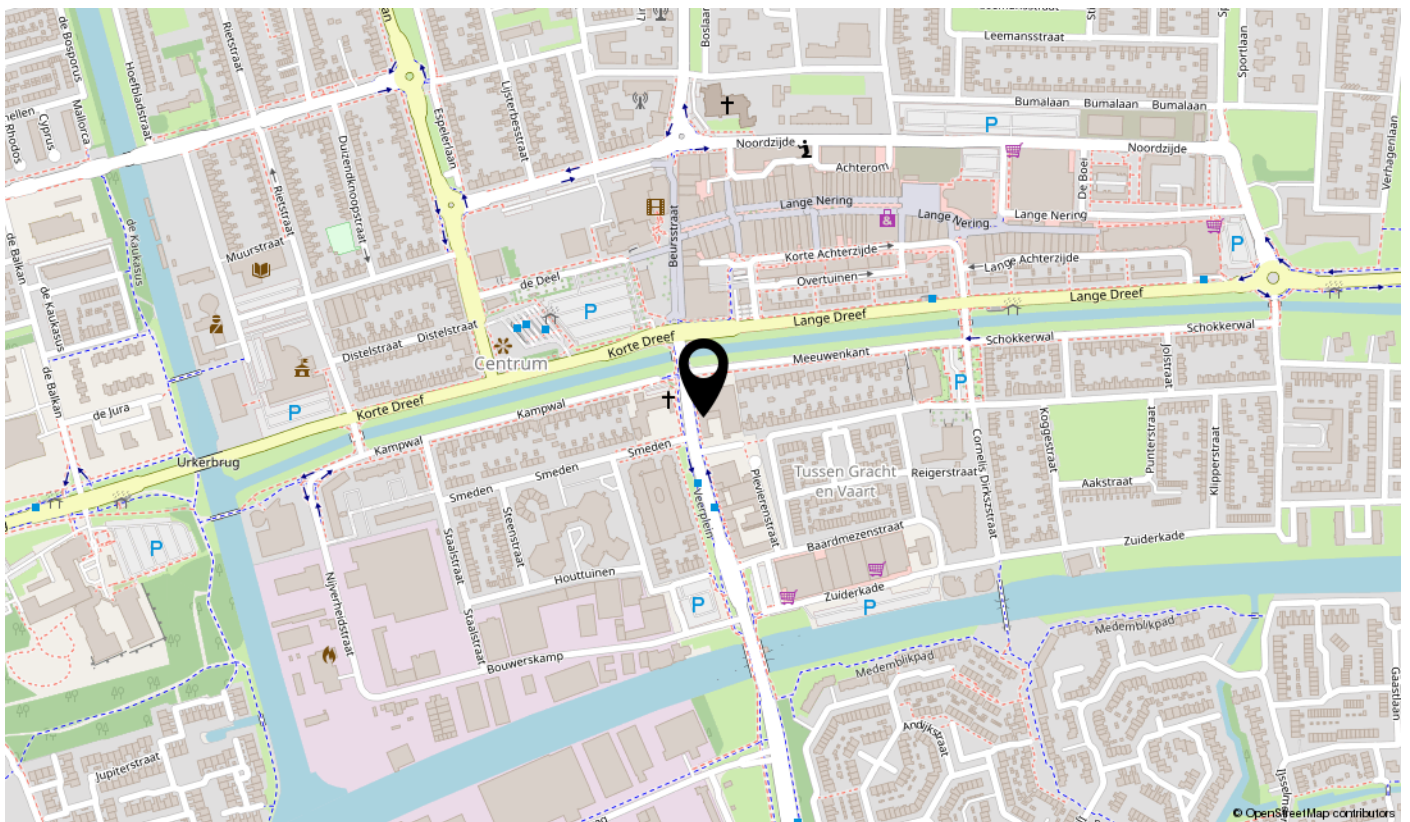 Boslaan
Leemansstraat
Sportlaan
de Bosporus
Rietstraat
Hoefbladstraat
Mallorca
Cyprus
Rhodos
Espelerlaan
Lijsterbesstraat
Bumalaan
Bumalaan
Bumalaan
P
Noordzijde
Noordzijde
Verhagenlaan
Duizendknoopstraat
Rietstraat
Achterom
De Boei
Lange Nering
Lange Nering
Lange Nering
Beursstraat
de Kaukasus
de Balkan
Muurstraat
Korte Achterzijde
Lange Achterzijde
P
de Deel
Overtuinen
de Kaukasus
P
Lange Dreef
Lange Dreef
Distelstraat
Distelstraat
Korte Dreef
Schokkerwal
Schokkerwal
Centrum
Meeuwenkant
Jolstraat
de Balkan
P
de Jura
P
Korte Dreef
Kampwal
Kampwal
Koggestraat
Punterstraat
Klipperstraat
Smeden
Smeden
Smeden
Urkerbrug
Tussen Gracht
en Vaart
Reigerstraat
Cornelis Dirkszstraat
Aakstraat
Plevierenstraat
Neerplein
Steenstraat
Staalstraat
Baardmezenstraat
Zuiderkade
P
Houttuinen
Nijverheidstraat
Zuiderkade
P
P
Staalstraat
Medemblikpad
Bouwerskamp
Medemblikpad
Gaastlaan
Andijkstraat
Jupiterstraat
© OpenStreetMap contributors